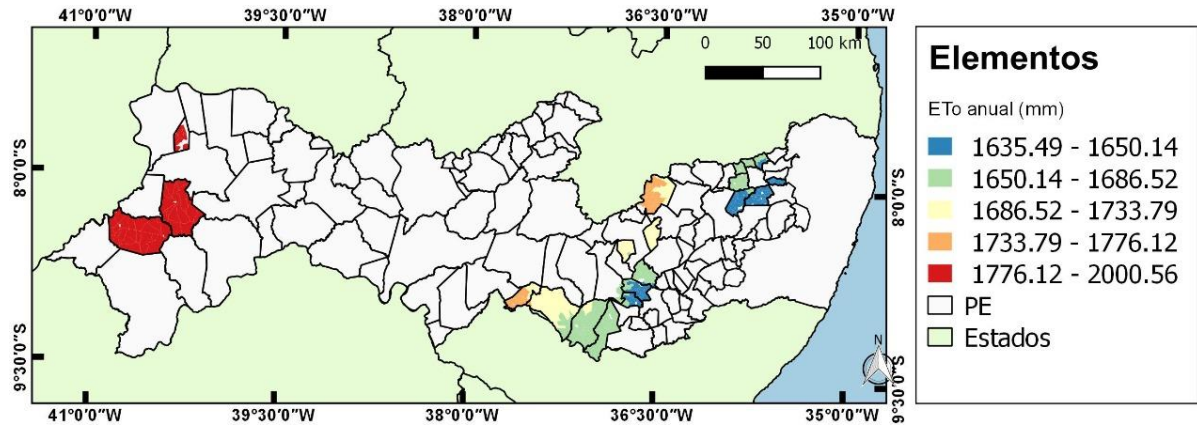 41°0'0"W 39°30'0"W 38°0'0"W 36°30'0"W 35°0'0"W
0 50 100 km
8°0'0"S
8°0'0"S
9°30'0"S
9°30'0"S
N
41°0'0"W 39°30'0"W 38°0'0"W 36°30'0"W 35°0'0"W
Elementos
ETo anual (mm)
1635.49 - 1650.14
1650.14 - 1686.52
1686.52 - 1733.79
1733.79 - 1776.12
1776.12 - 2000.56
PE
Estados